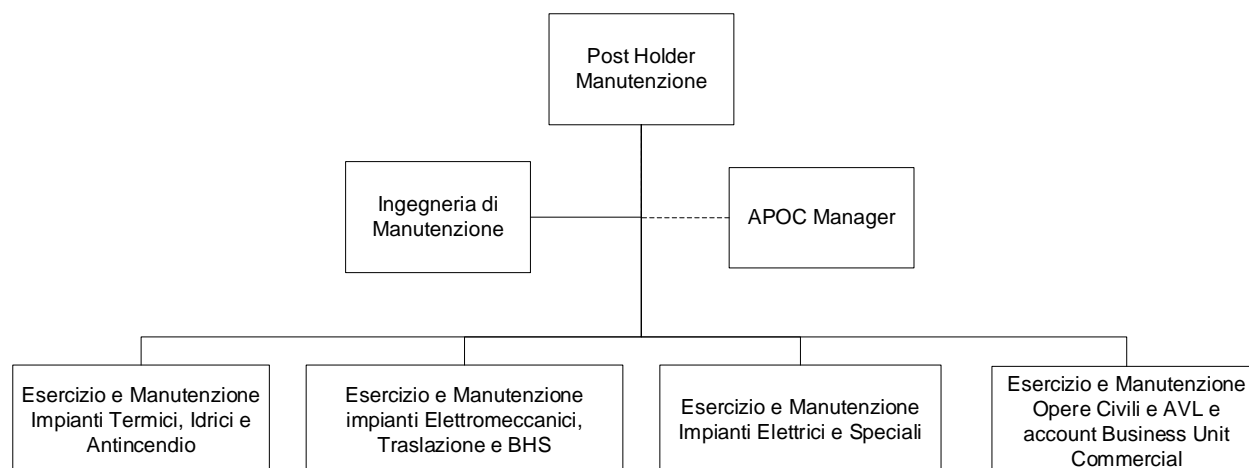 Post Holder
Manutenzione
Ingegneria di
Manutenzione
APOC Manager
Esercizio e Manutenzione
Impianti Termici, Idrici e
Antincendio
Esercizio e Manutenzione
impianti Elettromeccanici,
Traslazione e BHS
Esercizio e Manutenzione
Impianti Elettrici e Speciali
Esercizio e Manutenzione
Opere Civili e AVL e
account Business Unit
Commercial